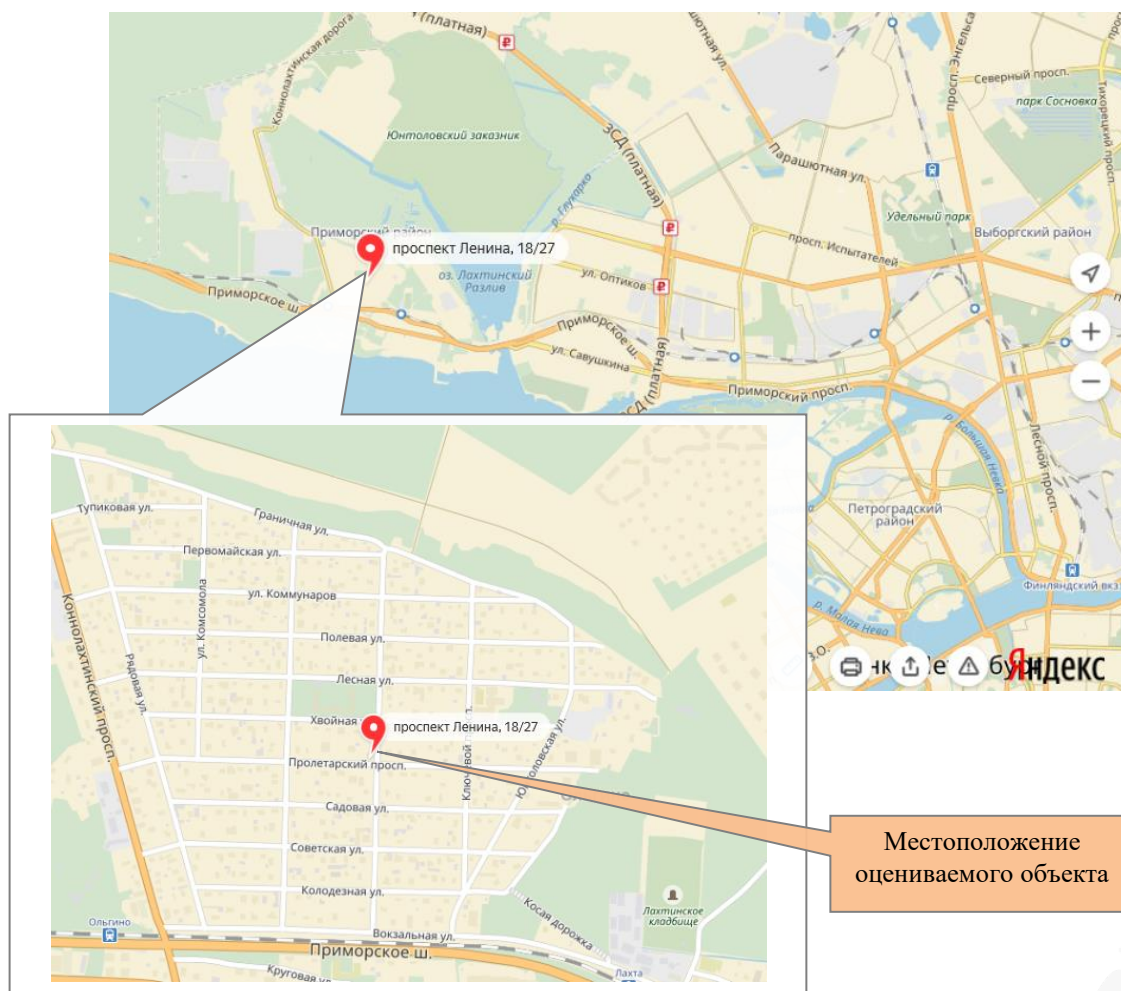 (платная)
Коннолахтинская дорога
Парашютная ул.
просп. Энгельса
Северный просп.
парк Сосновка
Тихорецкий просп.
Юнтоловский заказник
ЗСД (платная)
Парашютная ул.
р. Глухарка
Удельный парк
Выборгский район
Приморский район
проспект Ленина, 18/27
просп. Испытателей
оз. Лахтинский
Разлив
ул. Оптиков
Приморское ш.
Приморское ш.
ул. Савушкина
ЗСД (платная)
Приморский просп.
р. Большая Невка
Лесной просп.
Петроградский
район
Финляндский вкз
р. Малая Нева
В.О.
Яндекс
Тупиковая ул.
Граничная ул.
Первомайская ул.
ул. Коммунаров
ул. Комсомола
Полевая ул.
Коннолахтинский просп.
Рядовая ул.
Лесная ул.
Хвойная
проспект Ленина, 18/27
Пролетарский просп.
Ключевой
Юнтоловская ул.
Садовая ул.
Советская ул.
Колодезная ул.
Косая дорожка
Лахтинское
кладбище
Ольгино
Вокзальная ул.
Приморское ш.
Круговая ул.
Лахта
Местоположение
оцениваемого объекта